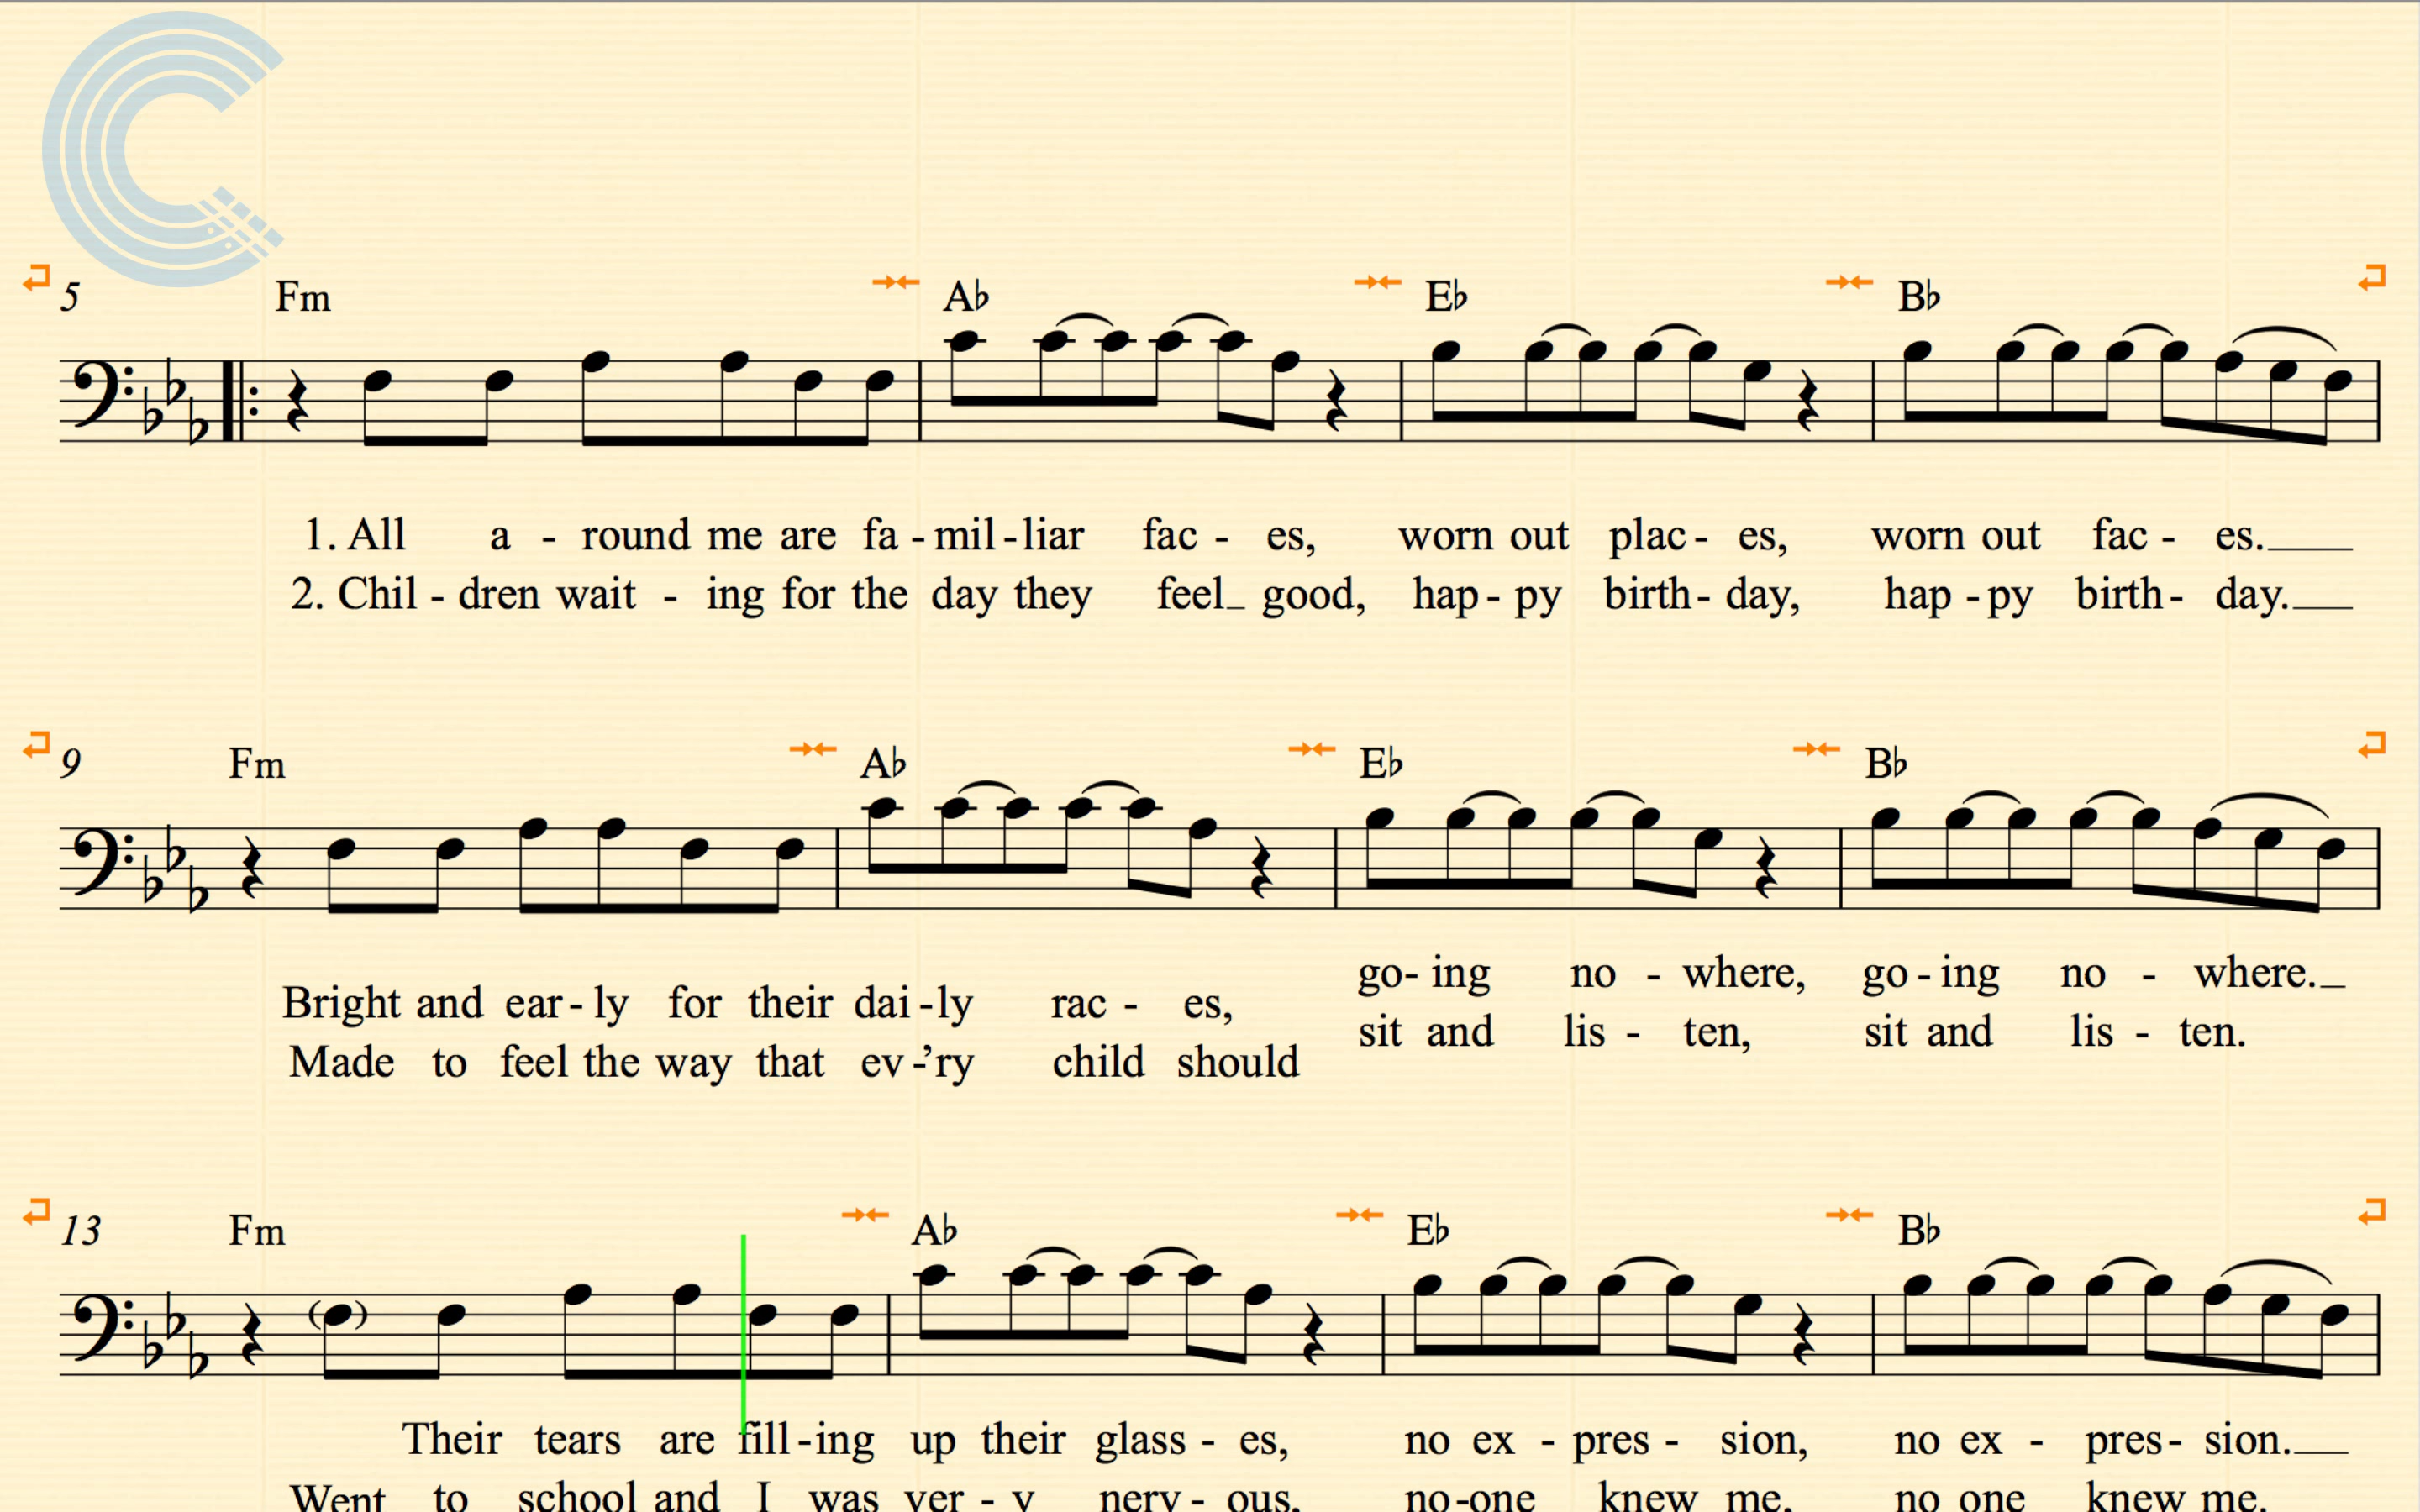 5 Fm A♭ E♭ B♭
1. All a - round me are fa - mil - liar fac - es, worn out plac - es, worn out fac - es.
2. Chil - dren wait - ing for the day they feel_ good, hap - py birth - day, hap - py birth - day.
9 Fm A♭ E♭ B♭
Bright and ear - ly for their dai - ly rac - es, go - ing no - where, go - ing no - where.
Made to feel the way that ev - 'ry child should sit and lis - ten, sit and lis - ten.
13 Fm A♭ E♭ B♭
Their tears are fill - ing up their glass - es, no ex - pres - sion, no ex - pres - sion.
Went to school and I was ver - y nerv - ous, no - one knew me, no one knew me.